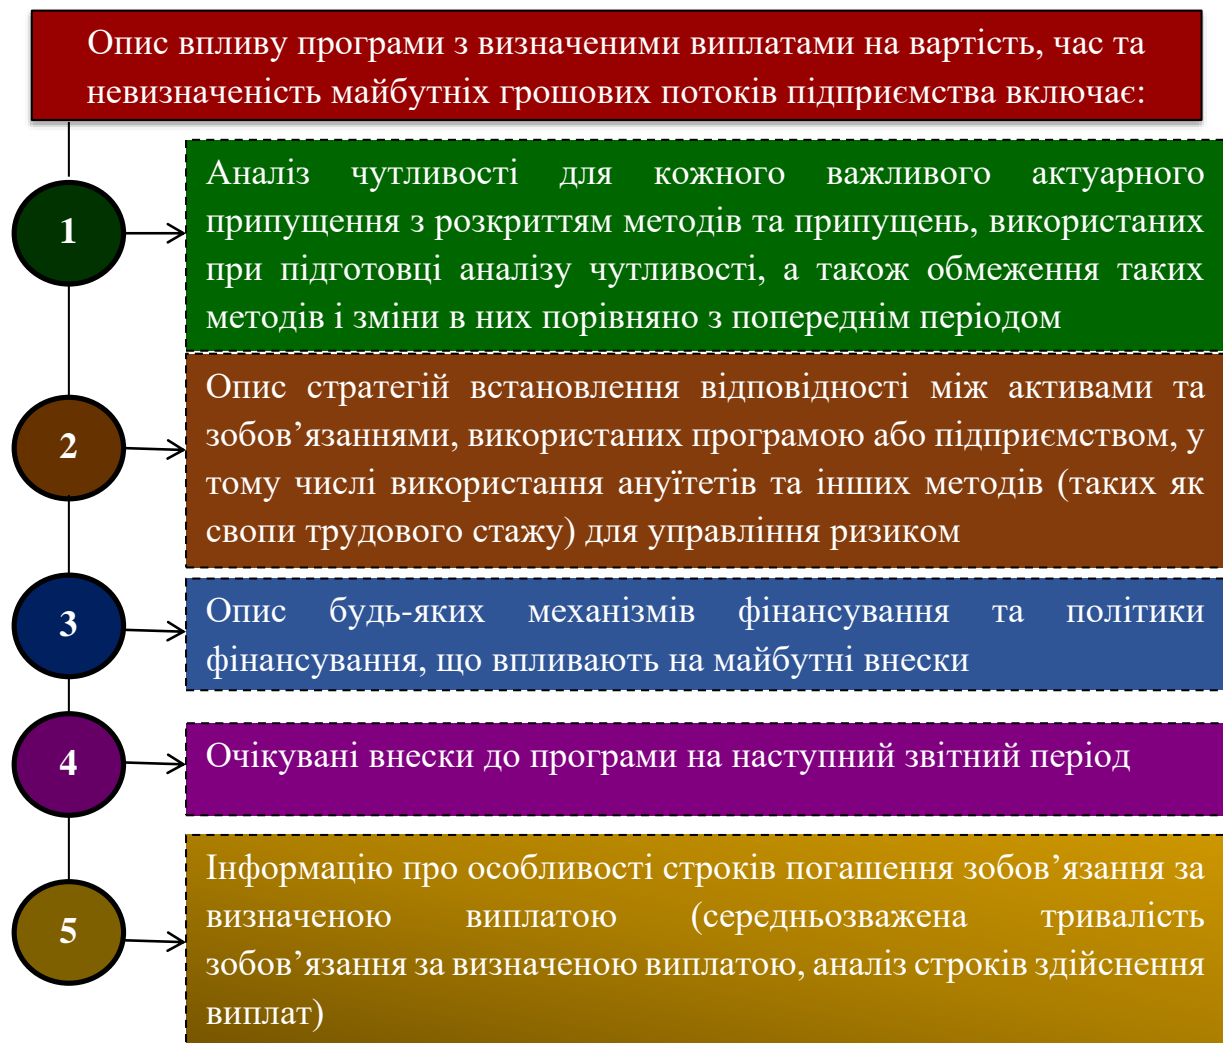 Опис впливу програми з визначеними виплатами на вартість, час та
невизначеність майбутніх грошових потоків підприємства включає:
1
Аналіз чутливості для кожного важливого актуарного
припущення з розкриттям методів та припущень, використаних
при підготовці аналізу чутливості, а також обмеження таких
методів і зміни в них порівняно з попереднім періодом
2
Опис стратегій встановлення відповідності між активами та
зобов’язаннями, використаних програмою або підприємством, у
тому числі використання ануїтетів та інших методів (таких як
свопи трудового стажу) для управління ризиком
3
Опис будь-яких механізмів фінансування та політики
фінансування, що впливають на майбутні внески
4
Очікувані внески до програми на наступний звітний період
5
Інформацію про особливості строків погашення зобов’язання за
визначеною виплатою (середньозважена тривалість
зобов’язання за визначеною виплатою, аналіз строків здійснення
виплат)